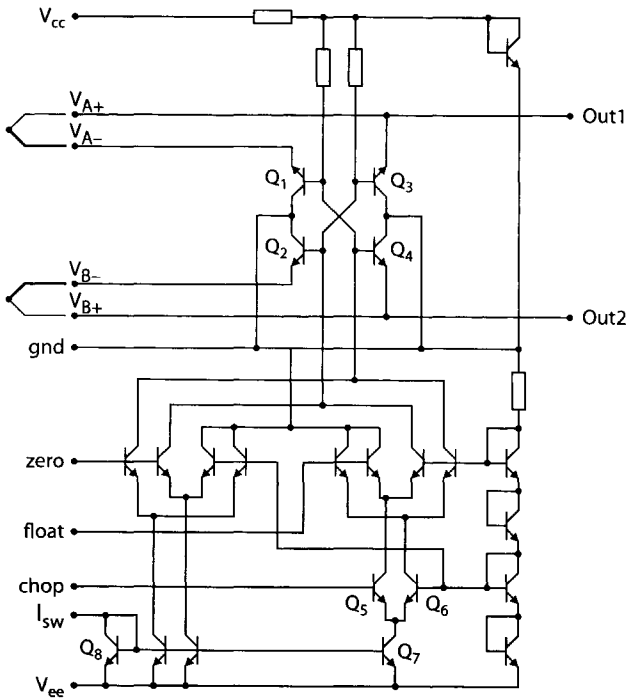 Vcc
VA+
Out1
VA−
Q1
Q3
Q2
Q4
VB−
VB+
Out2
gnd
zero
float
chop
Q5
Q6
Isw
Q8
Q7
Vee